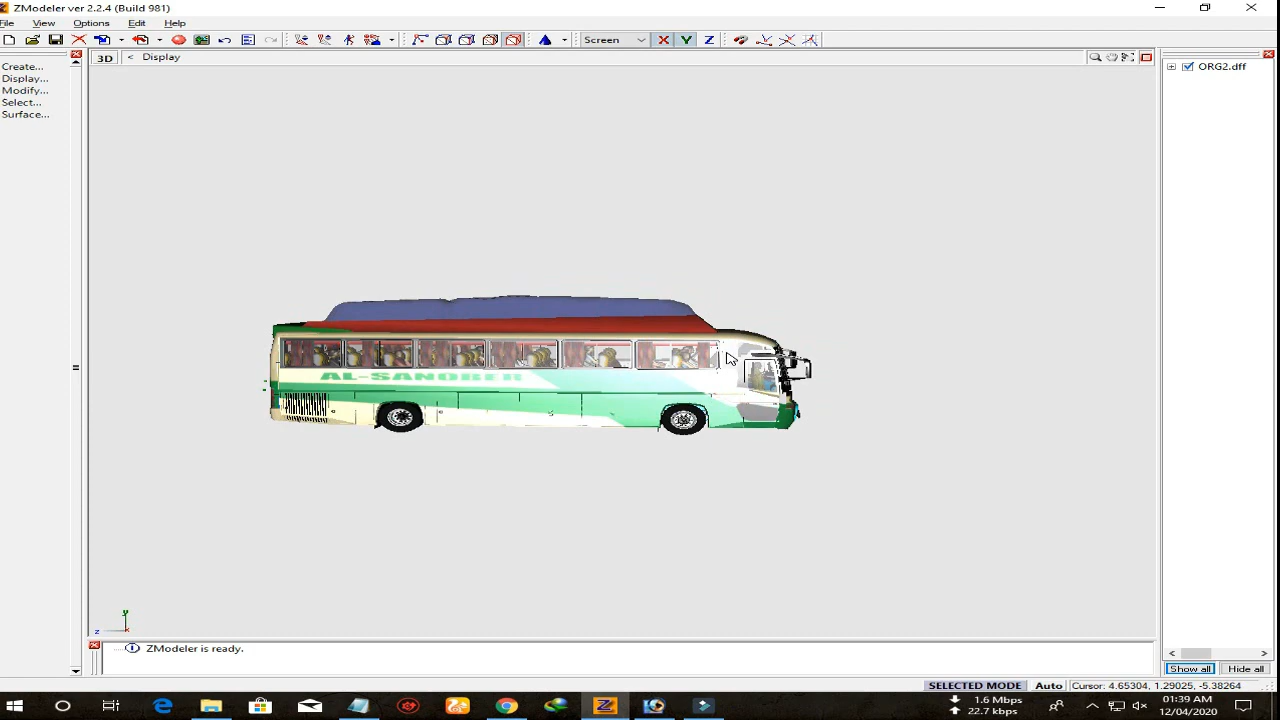 ZModeler ver 2.2.4 (Build 981)
File View Options Edit Help
Screen X Y Z
Create...
Display...
Modify...
Select...
Surface...
3D < Display
ORG2.dff
AL-SANOBER
y
z x
ZModeler is ready.
Show all Hide all
SELECTED MODE Auto Cursor: 4.65304, 1.29025, -5.38264
1.6 Mbps
22.7 kbps
01:39 AM
12/04/2020